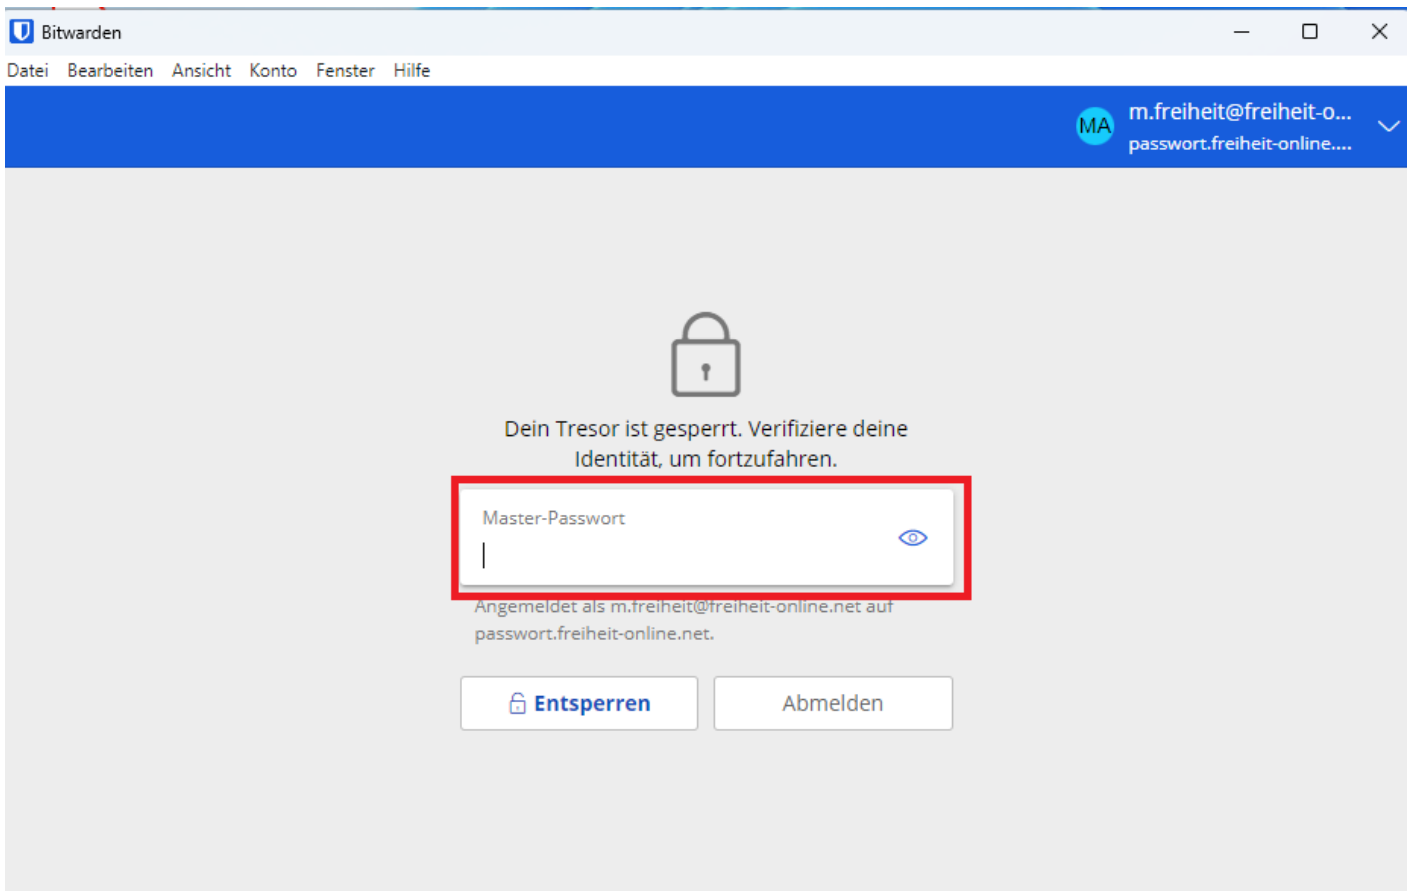 Bitwarden
Datei Bearbeiten Ansicht Konto Fenster Hilfe
MA
m.freiheit@freiheit-o...
passwort.freiheit-online....
Dein Tresor ist gesperrt. Verifiziere deine
Identität, um fortzufahren.
Master-Passwort
Angemeldet als m.freiheit@freiheit-online.net auf
passwort.freiheit-online.net.
Entsperren
Abmelden